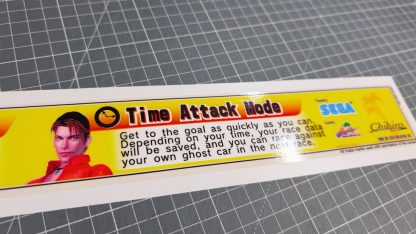 Time Attack Mode
Get to the goal as quickly as you can.
Depending on your time, your race data
will be saved, and you can race against
your own ghost car in the next race.
SEGA
Chihiro